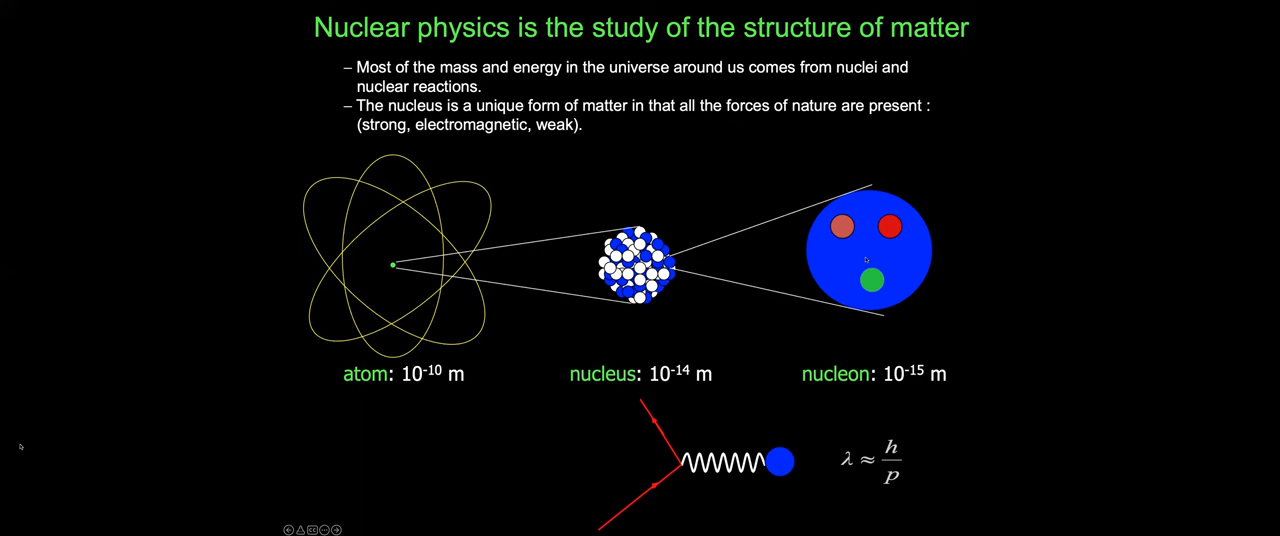 Nuclear physics is the study of the structure of matter
– Most of the mass and energy in the universe around us comes from nuclei and
nuclear reactions.
– The nucleus is a unique form of matter in that all the forces of nature are present :
(strong, electromagnetic, weak).
atom: 10⁻¹⁰ m
nucleus: 10⁻¹⁴ m
nucleon: 10⁻¹⁵ m
λ ≈ h/p